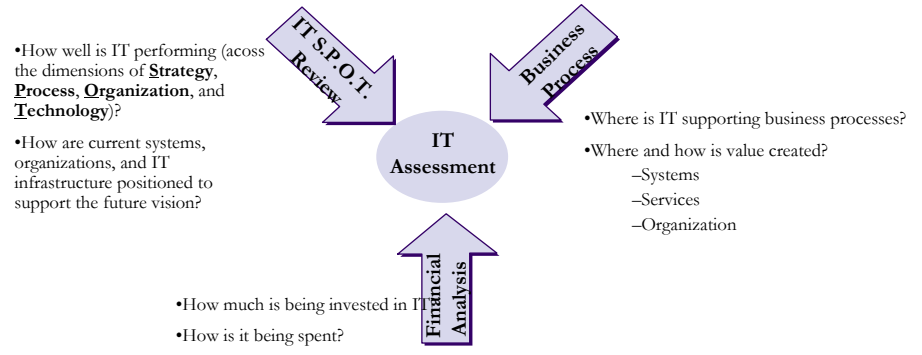 •How well is IT performing (acoss
the dimensions of Strategy,
Process, Organization, and
Technology)?
•How are current systems,
organizations, and IT
infrastructure positioned to
support the future vision?
IT S.P.O.T.
Review
Business
Process
IT
Assessment
•Where is IT supporting business processes?
•Where and how is value created?
–Systems
–Services
–Organization
•How much is being invested in IT
•How is it being spent?
Financial
Analysis